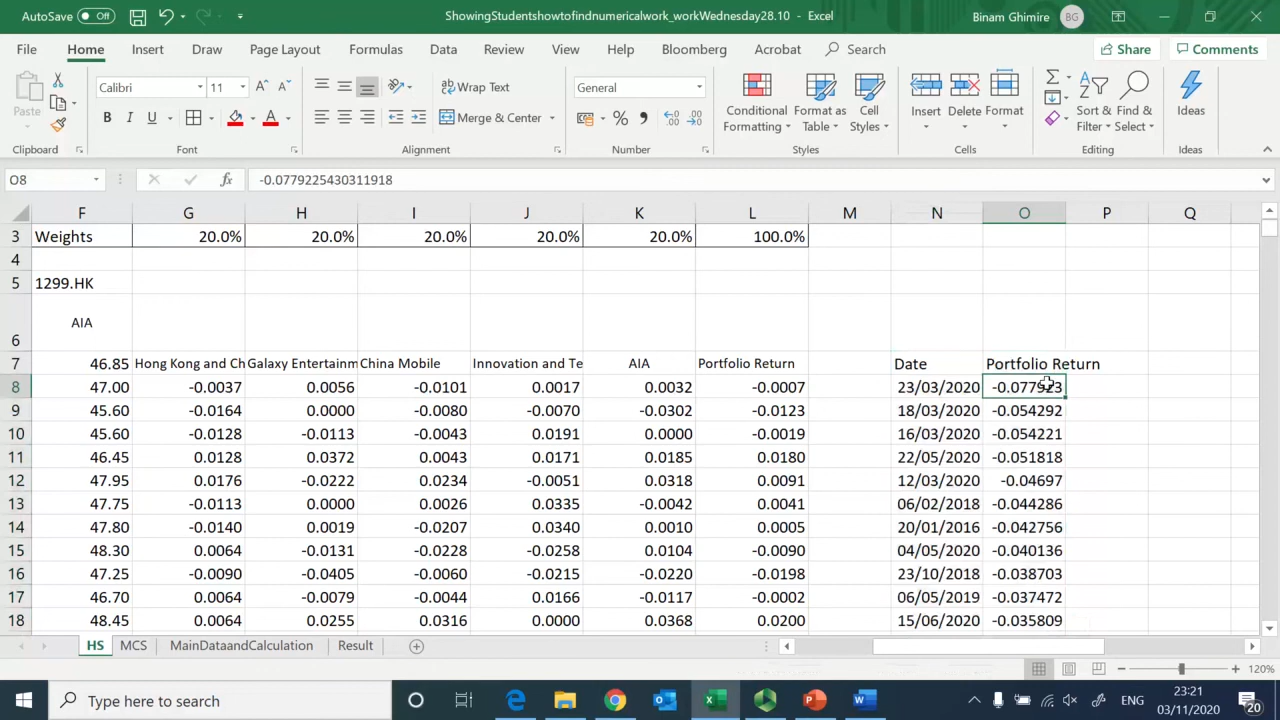 AutoSave Off ShowingStudentshowtofindnumericalwork_workWednesday28.10 - Excel Binam Ghimire BG
File Home Insert Draw Page Layout Formulas Data Review View Help Bloomberg Acrobat Search Share Comments
Paste Calibri 11 Wrap Text General Conditional Formatting Format as Table Cell Styles Insert Delete Format Sort & Filter Find & Select Ideas
B I U A Merge & Center % 
Clipboard Font Alignment Number Styles Cells Editing Ideas
O8 fx -0.0779225430311918
F G H I J K L M N O P Q
3 Weights 20.0% 20.0% 20.0% 20.0% 20.0% 100.0%
4
5 1299.HK
6 AIA
7 46.85 Hong Kong and Ch Galaxy Entertainm China Mobile Innovation and Te AIA Portfolio Return Date Portfolio Return
8 47.00 -0.0037 0.0056 -0.0101 0.0017 0.0032 -0.0007 23/03/2020 -0.077923
9 45.60 -0.0164 0.0000 -0.0080 -0.0070 -0.0302 -0.0123 18/03/2020 -0.054292
10 45.60 -0.0128 -0.0113 -0.0043 0.0191 0.0000 -0.0019 16/03/2020 -0.054221
11 46.45 0.0128 0.0372 0.0043 0.0171 0.0185 0.0180 22/05/2020 -0.051818
12 47.95 0.0176 -0.0222 0.0234 -0.0051 0.0318 0.0091 12/03/2020 -0.04697
13 47.75 -0.0113 0.0000 0.0026 0.0335 -0.0042 0.0041 06/02/2018 -0.044286
14 47.80 -0.0140 0.0019 -0.0207 0.0340 0.0010 0.0005 20/01/2016 -0.042756
15 48.30 0.0064 -0.0131 -0.0228 -0.0258 0.0104 -0.0090 04/05/2020 -0.040136
16 47.25 -0.0090 -0.0405 -0.0060 -0.0215 -0.0220 -0.0198 23/10/2018 -0.038703
17 46.70 0.0064 -0.0079 -0.0044 0.0166 -0.0117 -0.0002 06/05/2019 -0.037472
18 48.45 0.0064 0.0255 0.0316 0.0000 0.0368 0.0200 15/06/2020 -0.035809
HS MCS MainDataandCalculation Result
120%
Type here to search ENG 23:21
03/11/2020 20